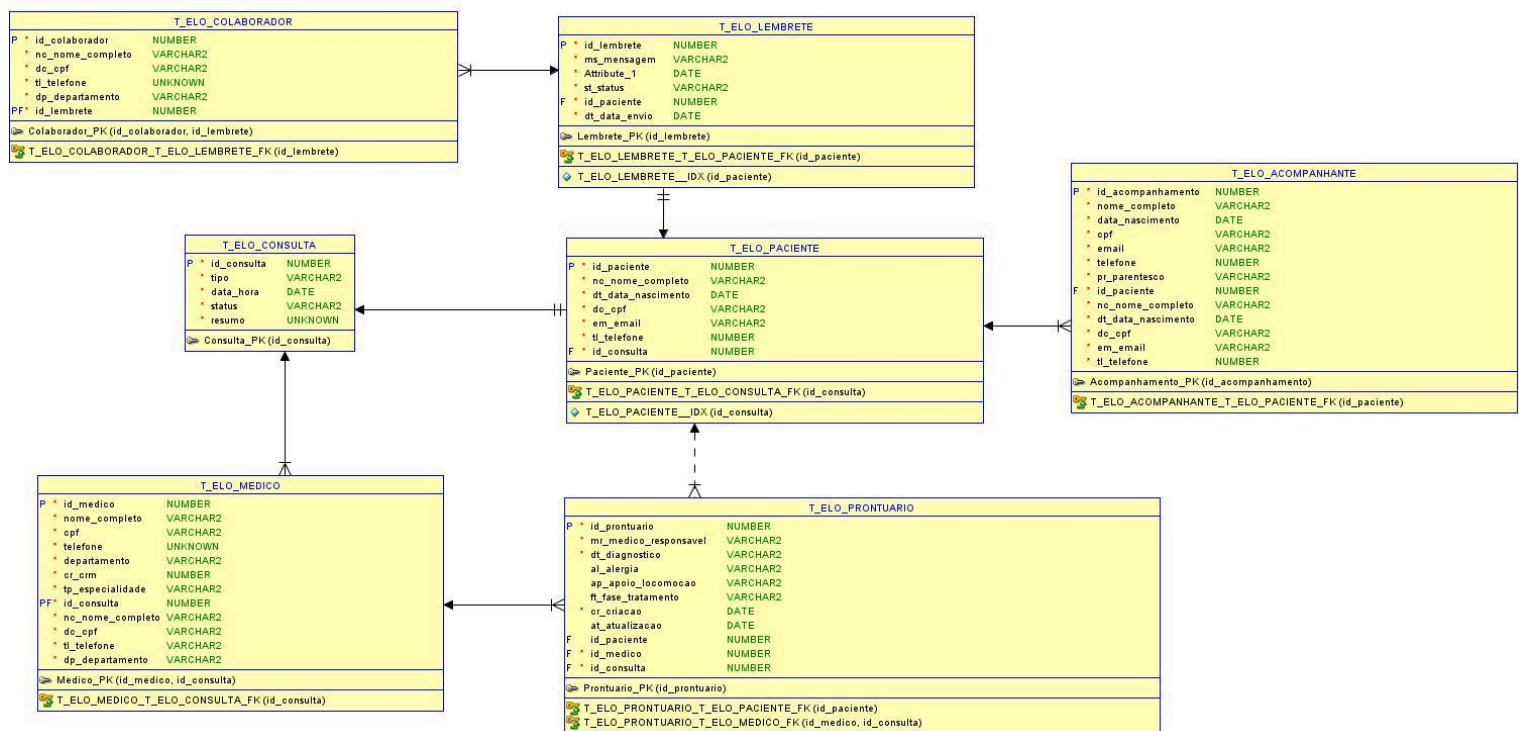 T_ELO_COLABORADOR
P * id_colaborador NUMBER
* nc_nome_completo VARCHAR2
* dc_cpf VARCHAR2
* tl_telefone UNKNOWN
* dp_departamento VARCHAR2
PF* id_lembrete NUMBER
Colaborador_PK (id_colaborador, id_lembrete)
T_ELO_COLABORADOR_T_ELO_LEMBRETE_FK (id_lembrete)
T_ELO_LEMBRETE
P * id_lembrete NUMBER
* ms_mensagem VARCHAR2
* Attribute_1 DATE
* st_status VARCHAR2
F * id_paciente NUMBER
* dt_data_envio DATE
Lembrete_PK (id_lembrete)
T_ELO_LEMBRETE_T_ELO_PACIENTE_FK (id_paciente)
T_ELO_LEMBRETE__IDX (id_paciente)
T_ELO_ACOMPANHANTE
P * id_acompanhamento NUMBER
* nome_completo VARCHAR2
* data_nascimento DATE
* cpf VARCHAR2
* email VARCHAR2
* telefone NUMBER
* pr_parentesco VARCHAR2
F * id_paciente NUMBER
* nc_nome_completo VARCHAR2
* dt_data_nascimento DATE
* dc_cpf VARCHAR2
* em_email VARCHAR2
* tl_telefone NUMBER
Acompanhamento_PK (id_acompanhamento)
T_ELO_ACOMPANHANTE_T_ELO_PACIENTE_FK (id_paciente)
T_ELO_CONSULTA
P * id_consulta NUMBER
* tipo VARCHAR2
* data_hora DATE
* status VARCHAR2
* resumo UNKNOWN
Consulta_PK (id_consulta)
T_ELO_PACIENTE
P * id_paciente NUMBER
* nc_nome_completo VARCHAR2
* dt_data_nascimento DATE
* dc_cpf VARCHAR2
* em_email VARCHAR2
* tl_telefone NUMBER
F * id_consulta NUMBER
Paciente_PK (id_paciente)
T_ELO_PACIENTE_T_ELO_CONSULTA_FK (id_consulta)
T_ELO_PACIENTE__IDX (id_consulta)
T_ELO_MEDICO
P * id_medico NUMBER
* nome_completo VARCHAR2
* cpf VARCHAR2
* telefone UNKNOWN
* departamento VARCHAR2
* cr_crm NUMBER
* tp_especialidade VARCHAR2
PF* id_consulta NUMBER
* nc_nome_completo VARCHAR2
* dc_cpf VARCHAR2
* tl_telefone VARCHAR2
* dp_departamento VARCHAR2
Medico_PK (id_medico, id_consulta)
T_ELO_MEDICO_T_ELO_CONSULTA_FK (id_consulta)
T_ELO_PRONTUARIO
P * id_prontuario NUMBER
* mr_medico_responsavel VARCHAR2
* dt_diagnostico VARCHAR2
al_alergia VARCHAR2
ap_apoio_locomocao VARCHAR2
ft_fase_tratamento VARCHAR2
* cr_criacao DATE
at_atualizacao DATE
F id_paciente NUMBER
F * id_medico NUMBER
F * id_consulta NUMBER
Prontuario_PK (id_prontuario)
T_ELO_PRONTUARIO_T_ELO_PACIENTE_FK (id_paciente)
T_ELO_PRONTUARIO_T_ELO_MEDICO_FK (id_medico, id_consulta)